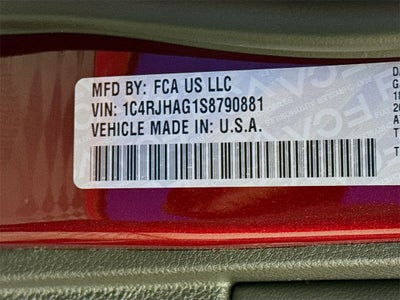 MFD BY: FCA US LLC
VIN: 1C4RJHAG1S8790881
VEHICLE MADE IN: U.S.A.